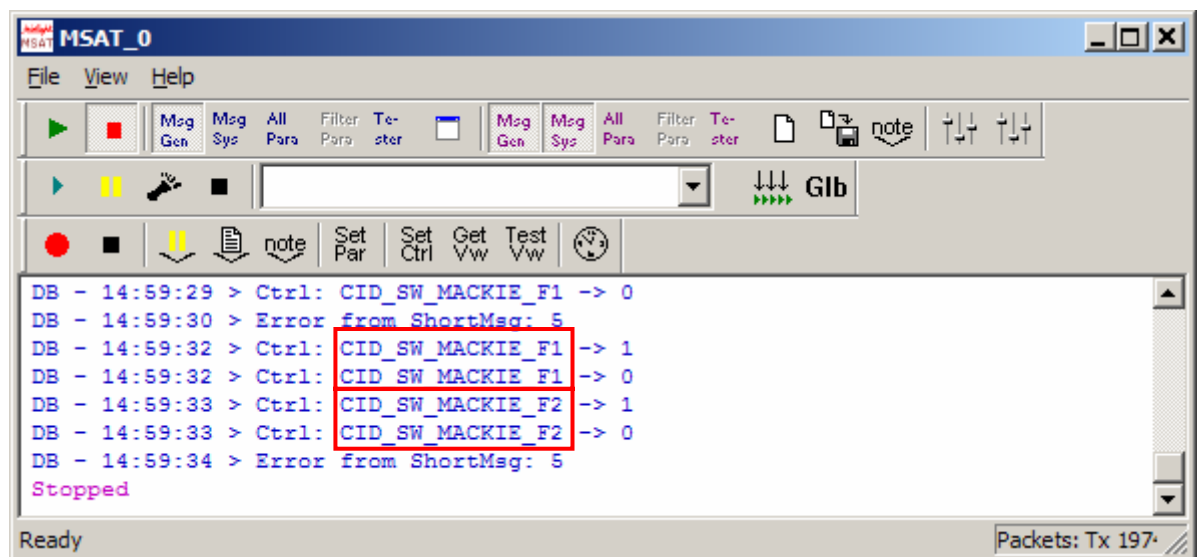 Fairlight
MSAT MSAT_0
File View Help
Msg Gen Msg Sys All Para Filter Para Te-ster Msg Gen Msg Sys All Para Filter Para Te-ster note
Glb
note Set Par Set Ctrl Get Vw Test Vw
DB - 14:59:29 > Ctrl: CID_SW_MACKIE_F1 -> 0
DB - 14:59:30 > Error from ShortMsg: 5
DB - 14:59:32 > Ctrl: CID_SW_MACKIE_F1 -> 1
DB - 14:59:32 > Ctrl: CID_SW_MACKIE_F1 -> 0
DB - 14:59:33 > Ctrl: CID_SW_MACKIE_F2 -> 1
DB - 14:59:33 > Ctrl: CID_SW_MACKIE_F2 -> 0
DB - 14:59:34 > Error from ShortMsg: 5
Stopped
Ready Packets: Tx 197